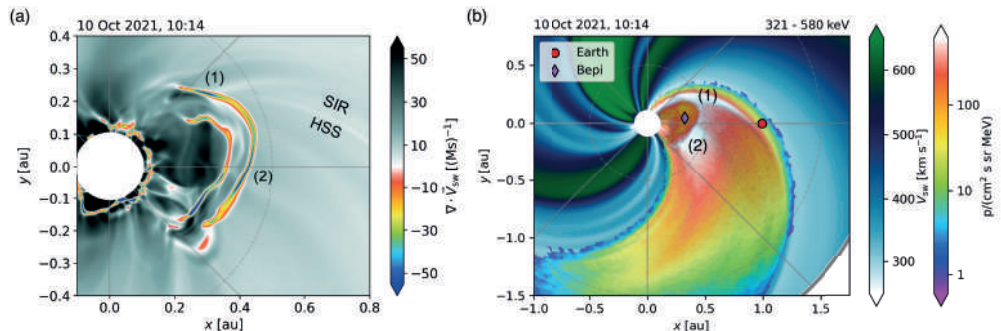 (a)
10 Oct 2021, 10:14
0.4
0.3
0.2
0.1
0.0
−0.1
−0.2
−0.3
−0.4
y [au]
(1)
SIR
HSS
(2)
0.0
0.2
0.4
0.6
0.8
x [au]
50
30
10
−10
−30
−50
∇ · V̄sw [(Ms)⁻¹]
(b)
10 Oct 2021, 10:14
321 - 580 keV
Earth
Bepi
0.5
0.0
−0.5
−1.0
−1.5
y [au]
(1)
(2)
−1.0
−0.5
0.0
0.5
1.0
1.5
x [au]
600
500
400
300
Vsw [km s⁻¹]
100
10
1
p/(cm² s sr MeV)